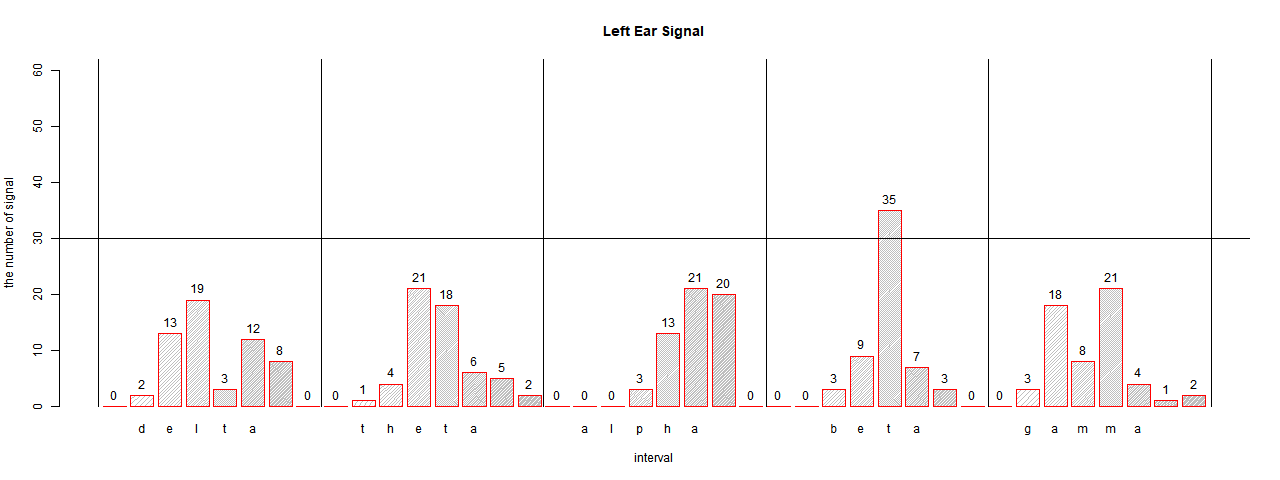 Left Ear Signal
the number of signal
60
50
40
30
20
10
0
0 2 13 19 3 12 8 0
0 1 4 21 18 6 5 2
0 0 0 3 13 21 20 0
0 0 3 9 35 7 3 0
0 3 18 8 21 4 1 2
d e l t a t h e t a a l p h a b e t a g a m m a
interval